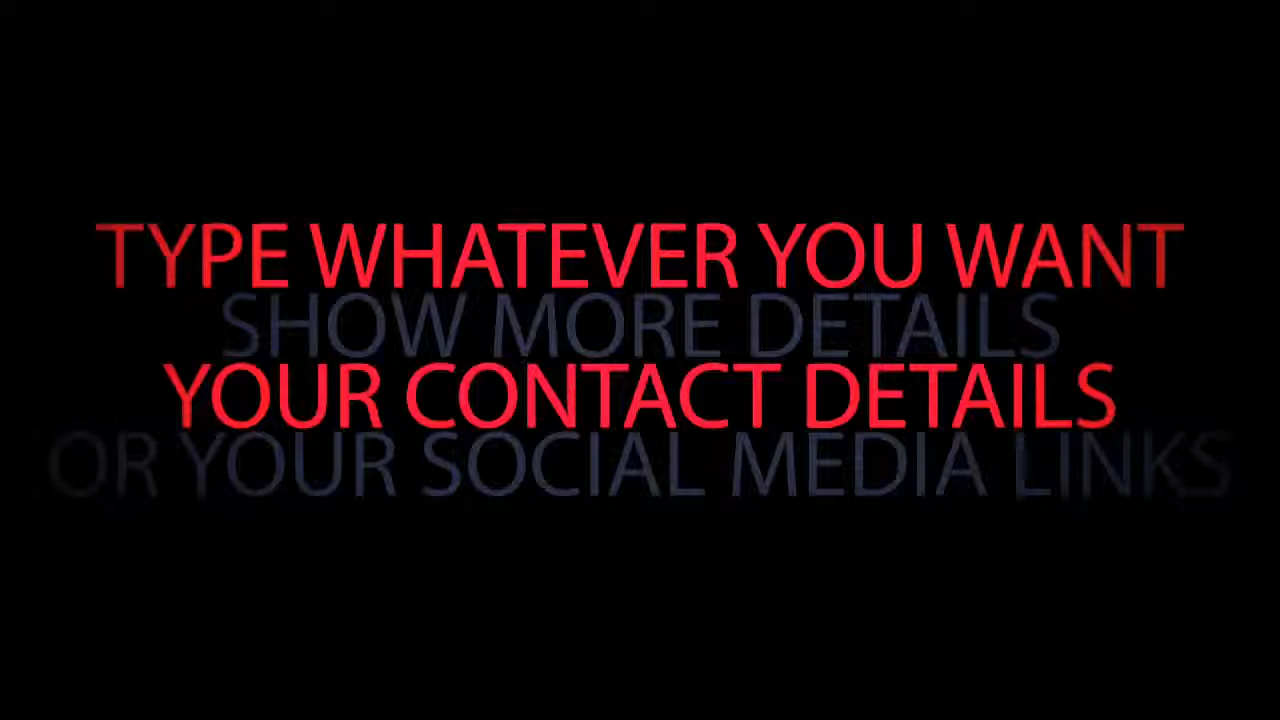 TYPE WHATEVER YOU WANT
SHOW MORE DETAILS
YOUR CONTACT DETAILS
OR YOUR SOCIAL MEDIA LINKS